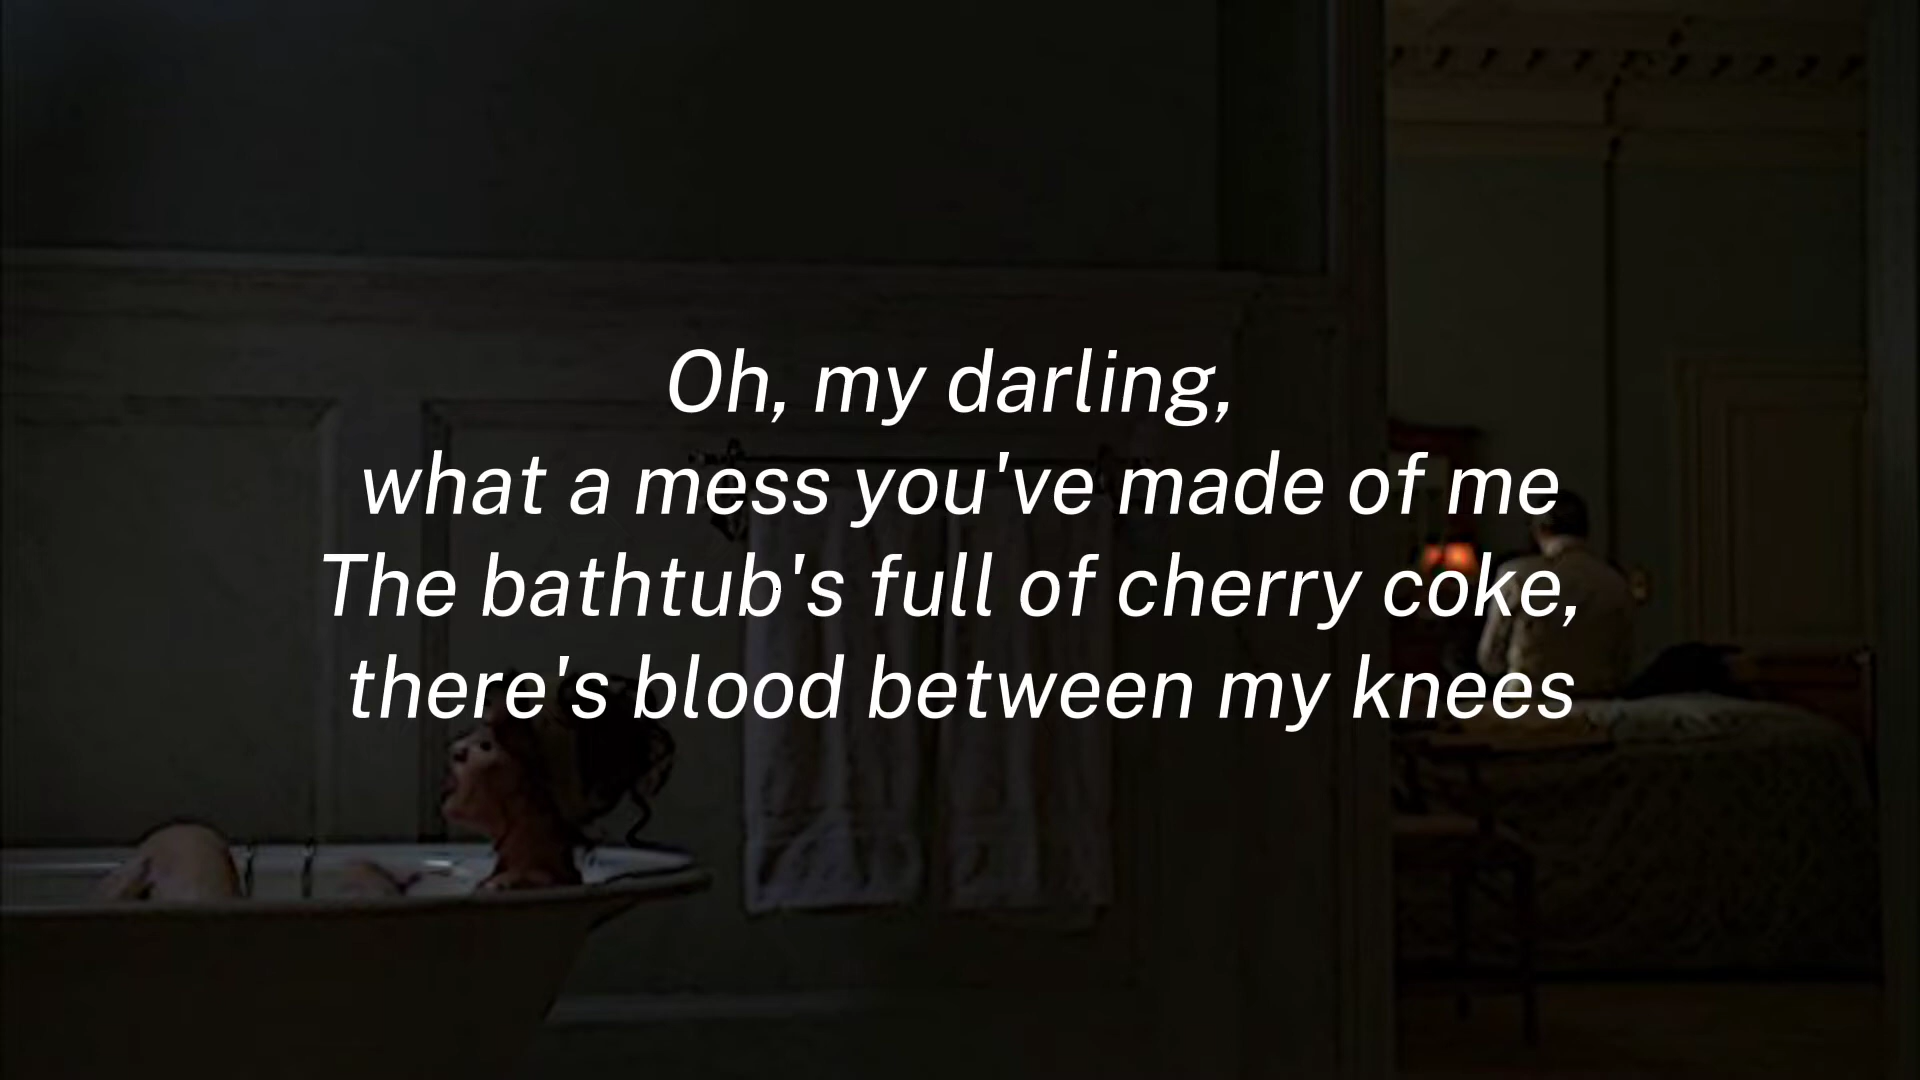 Oh, my darling,
what a mess you've made of me
The bathtub's full of cherry coke,
there's blood between my knees